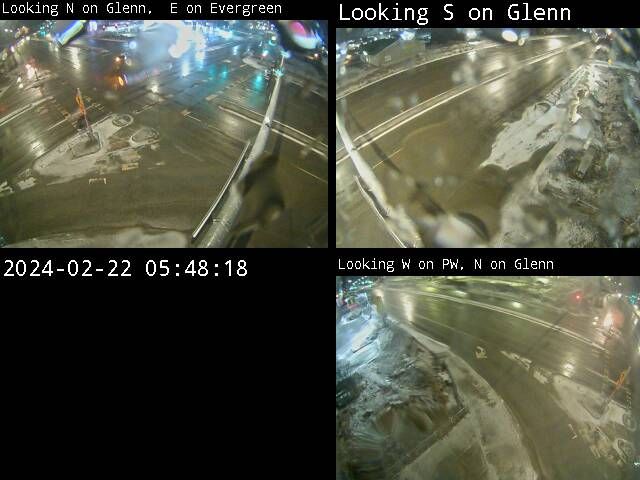 Looking N on Glenn,  E on Evergreen
Looking S on Glenn
2024-02-22 05:48:18
Looking W on PW, N on Glenn